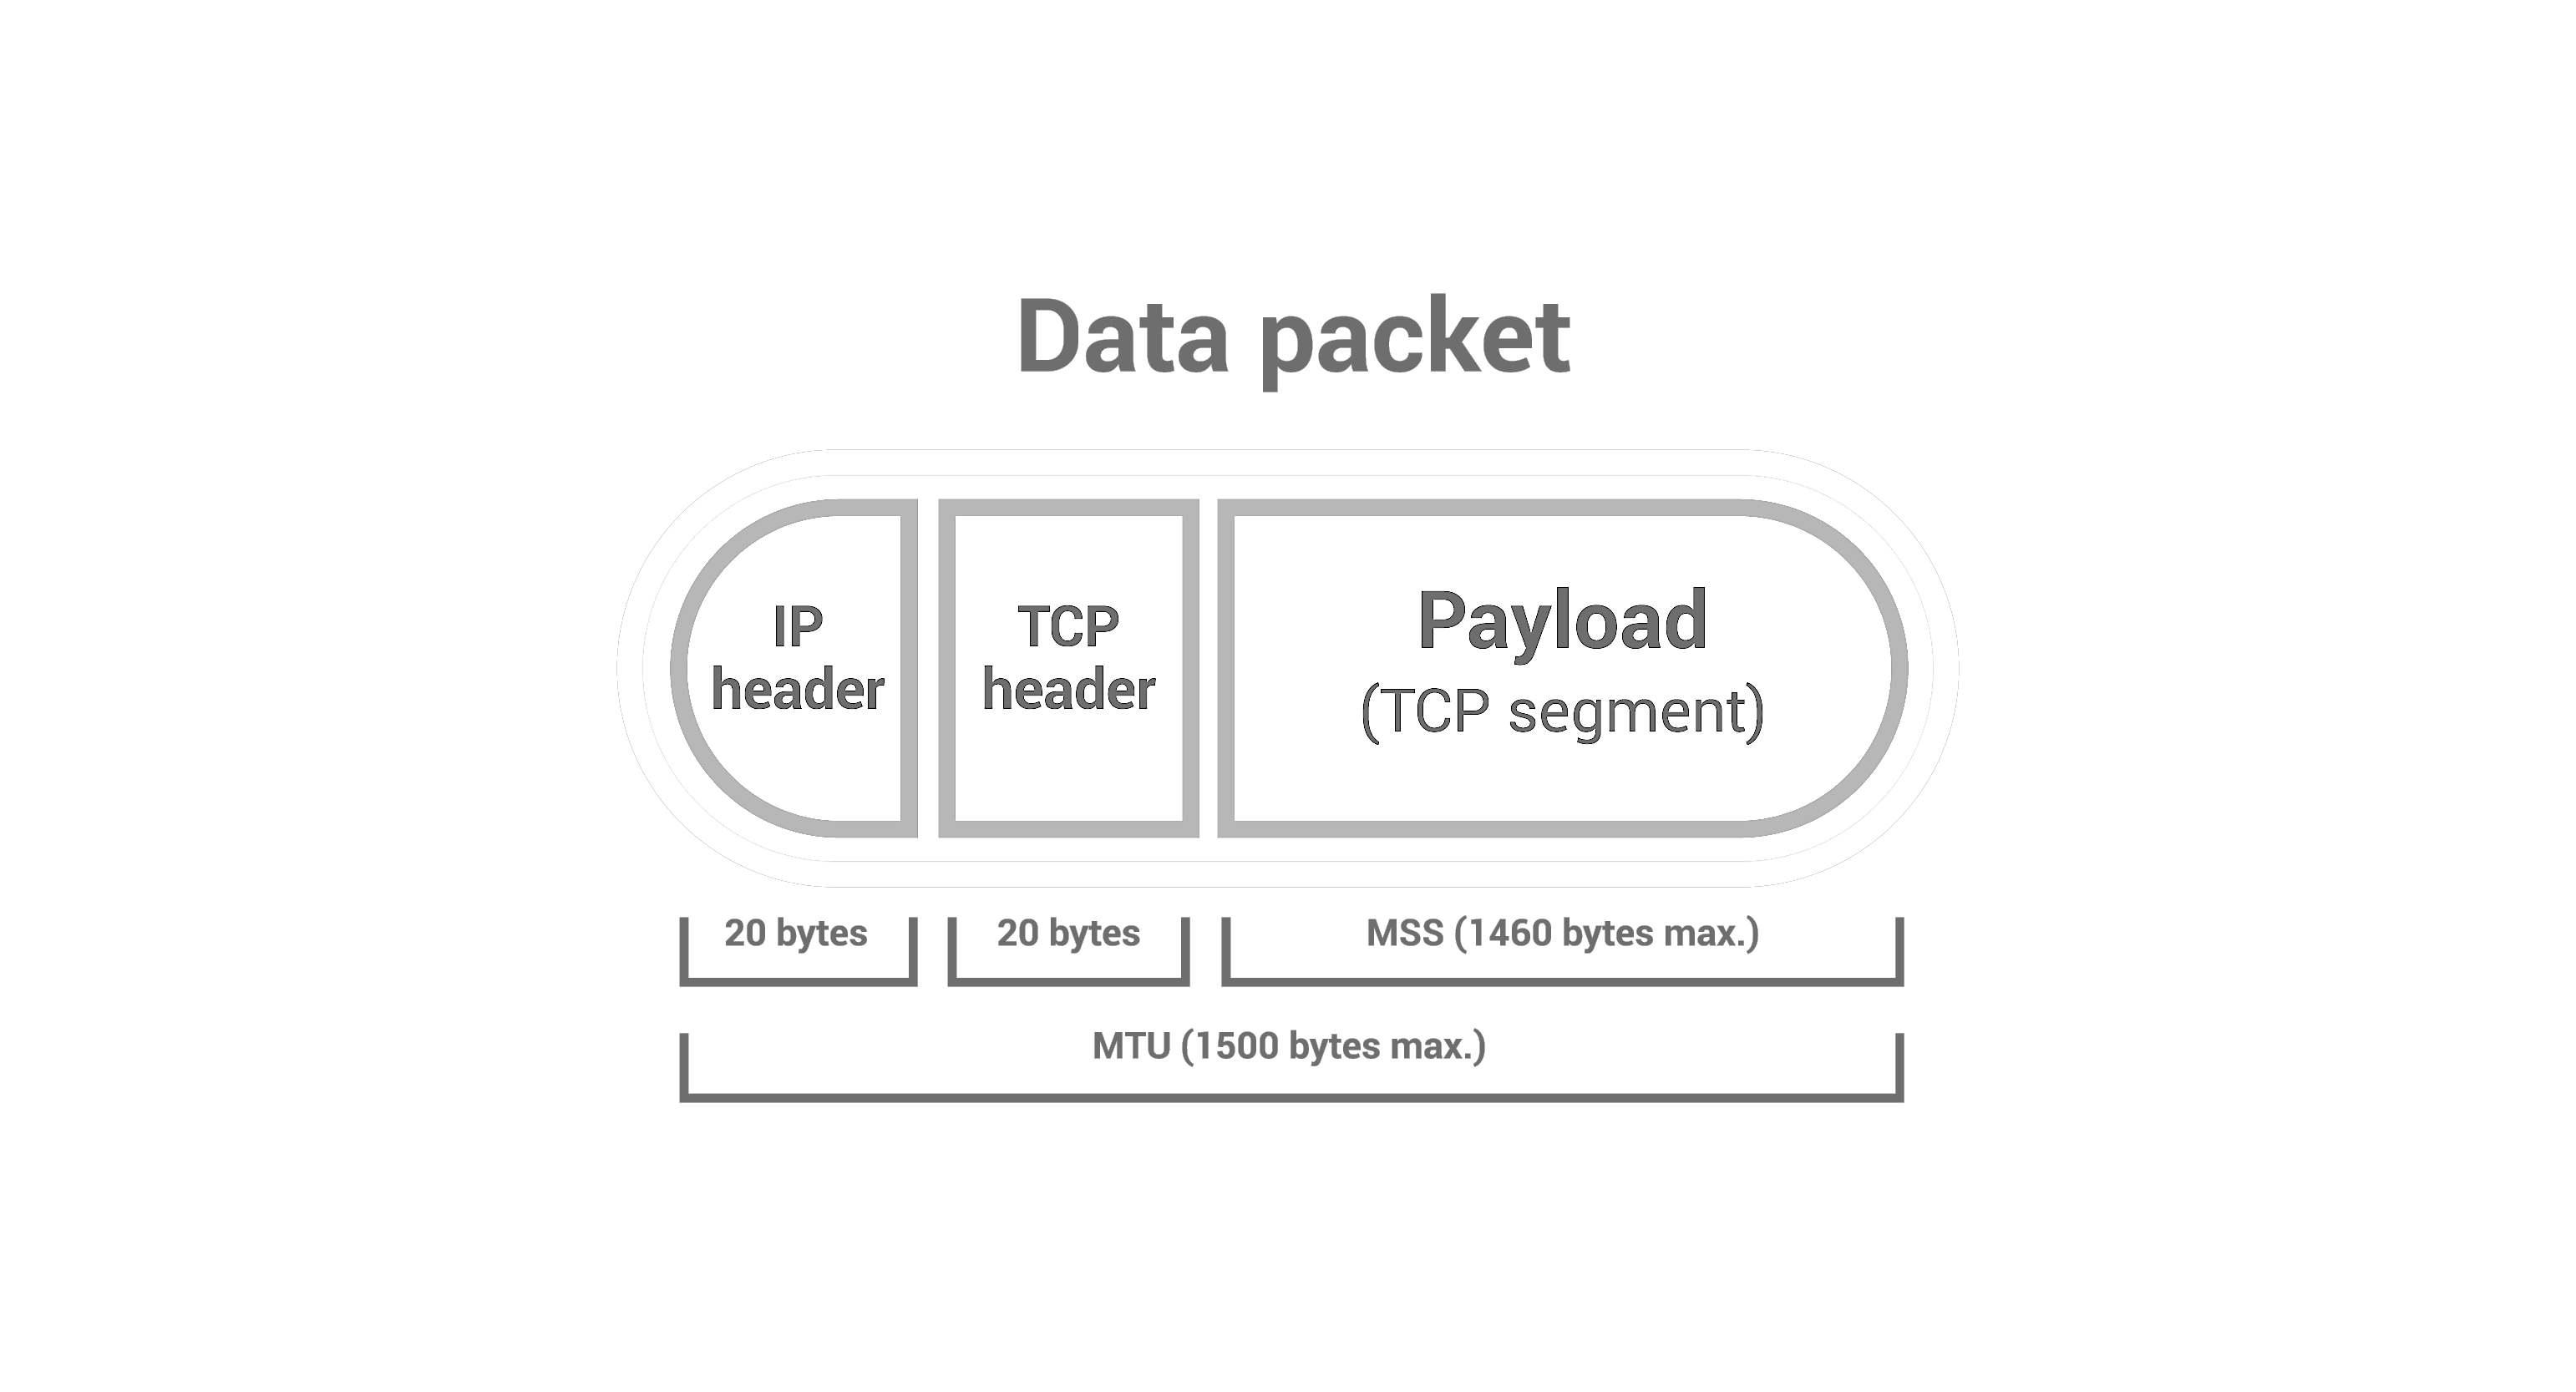 Data packet
IP
header
TCP
header
Payload
(TCP segment)
20 bytes
20 bytes
MSS (1460 bytes max.)
MTU (1500 bytes max.)